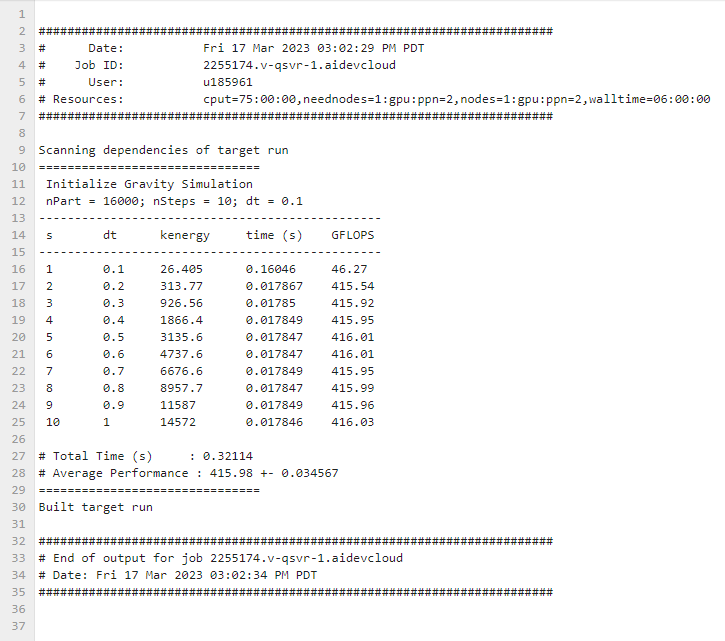 1
2 ########################################################################
3 #      Date:           Fri 17 Mar 2023 03:02:29 PM PDT
4 #    Job ID:           2255174.v-qsvr-1.aidevcloud
5 #      User:           u185961
6 # Resources:           cput=75:00:00,neednodes=1:gpu:ppn=2,nodes=1:gpu:ppn=2,walltime=06:00:00
7 ########################################################################
8
9 Scanning dependencies of target run
10 ===============================
11  Initialize Gravity Simulation
12  nPart = 16000; nSteps = 10; dt = 0.1
13 ------------------------------------------------
14  s       dt      kenergy     time (s)    GFLOPS
15 ------------------------------------------------
16  1       0.1     26.405      0.16046     46.27
17  2       0.2     313.77      0.017867    415.54
18  3       0.3     926.56      0.01785     415.92
19  4       0.4     1866.4      0.017849    415.95
20  5       0.5     3135.6      0.017847    416.01
21  6       0.6     4737.6      0.017847    416.01
22  7       0.7     6676.6      0.017849    415.95
23  8       0.8     8957.7      0.017847    415.99
24  9       0.9     11587       0.017849    415.96
25  10      1       14572       0.017846    416.03
26
27 # Total Time (s)     : 0.32114
28 # Average Performance : 415.98 +- 0.034567
29 ===============================
30 Built target run
31
32 ########################################################################
33 # End of output for job 2255174.v-qsvr-1.aidevcloud
34 # Date: Fri 17 Mar 2023 03:02:34 PM PDT
35 ########################################################################
36
37